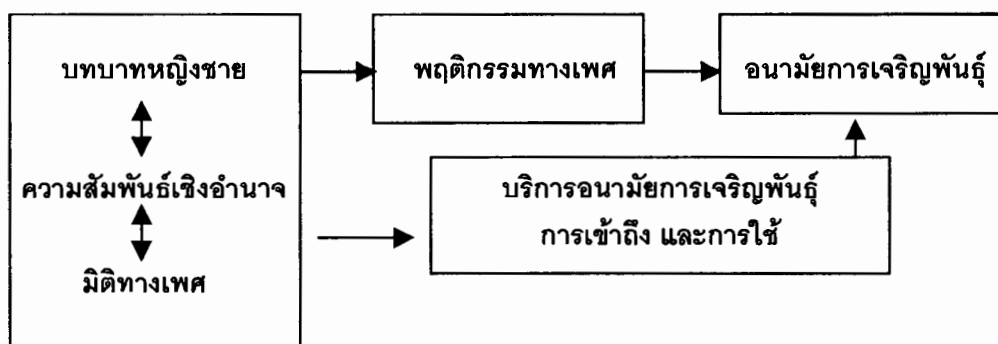 บทบาทหญิงชาย
พฤติกรรมทางเพศ
อนามัยการเจริญพันธุ์
ความสัมพันธ์เชิงอำนาจ
บริการอนามัยการเจริญพันธุ์
การเข้าถึง และการใช้
มิติทางเพศ